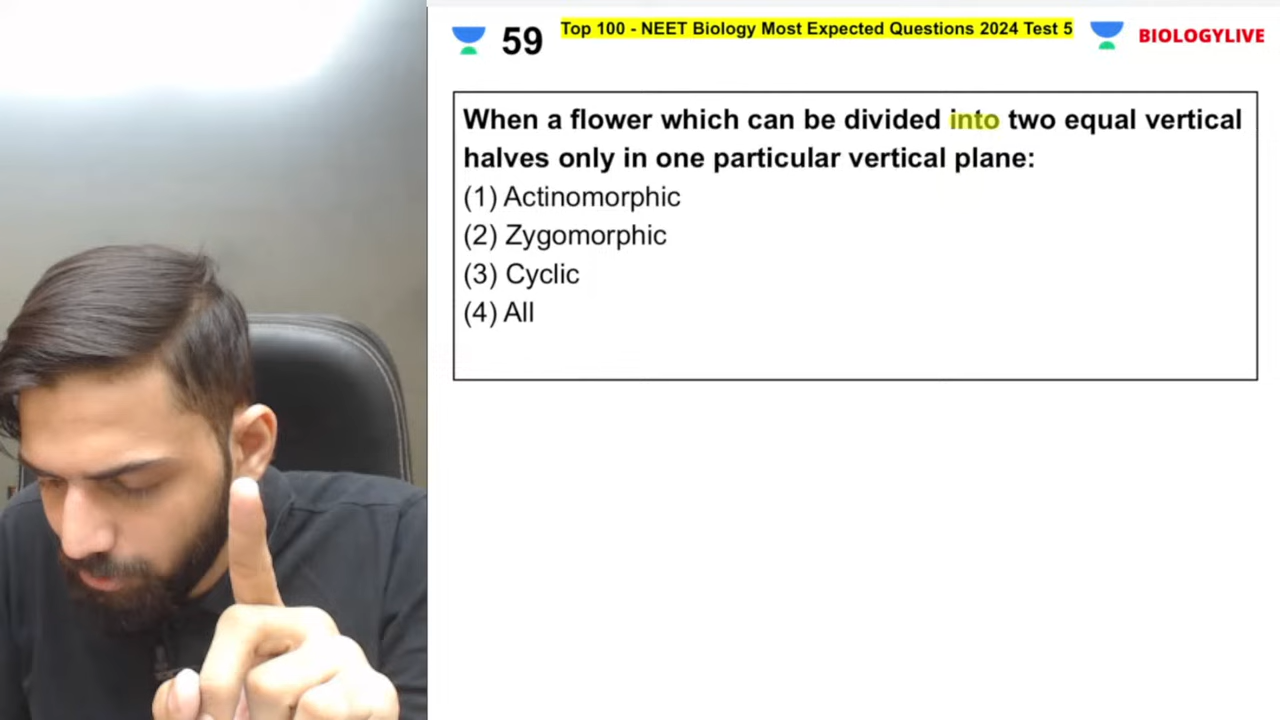 59
Top 100 - NEET Biology Most Expected Questions 2024 Test 5
BIOLOGYLIVE
When a flower which can be divided into two equal vertical
halves only in one particular vertical plane:
(1) Actinomorphic
(2) Zygomorphic
(3) Cyclic
(4) All